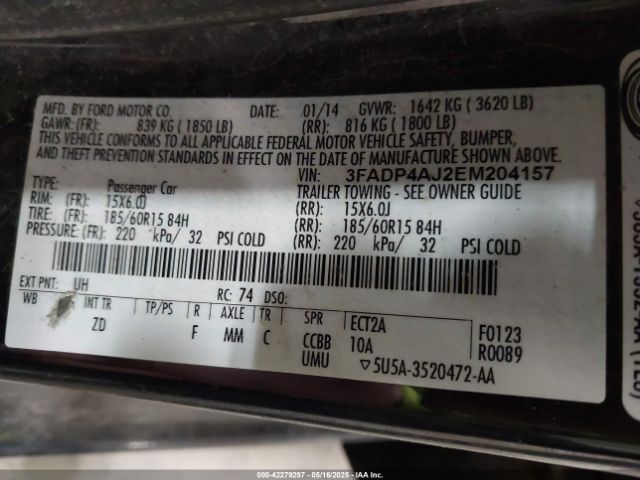 MFD. BY FORD MOTOR CO. DATE: 01/14 GVWR: 1642 KG ( 3620 LB)
GAWR: (FR): 839 KG ( 1850 LB) (RR): 816 KG ( 1800 LB)
THIS VEHICLE CONFORMS TO ALL APPLICABLE FEDERAL MOTOR VEHICLE SAFETY, BUMPER,
AND THEFT PREVENTION STANDARDS IN EFFECT ON THE DATE OF MANUFACTURE SHOWN ABOVE.
VIN: 3FADP4AJ2EM204157
TYPE: Passenger Car TRAILER TOWING - SEE OWNER GUIDE
RIM: (FR): 15X6.0J (RR): 15X6.0J
TIRE: (FR): 185/60R15 84H (RR): 185/60R15 84H
PRESSURE: (FR): 220 kPa/ 32 PSI COLD (RR): 220 kPa/ 32 PSI COLD
EXT PNT: UH RC: 74 DSO:
WB INT TR TP/PS R AXLE TR SPR ECT2A F0123
ZD F MM C CCBB 10A R0089
UMU ▽5U5A-3520472-AA
000-42279297 - 05/16/2025 - IAAI.COM